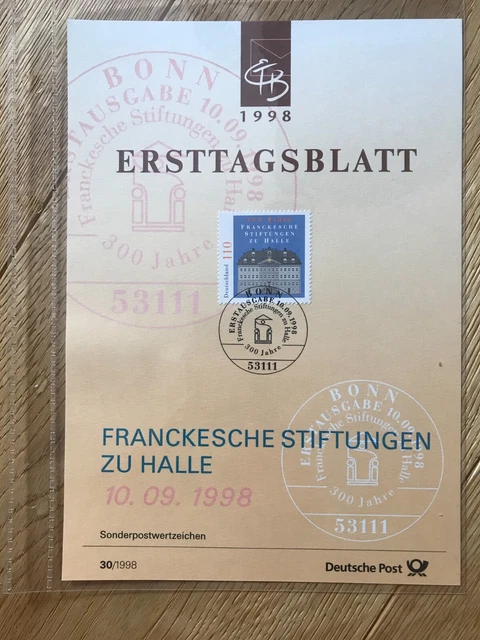 ETB
1998
ERSTTAGSBLATT
BONN
ERSTAUSGABE 10.09.1998
Franckesche Stiftungen zu Halle
300 Jahre
53111
300 JAHRE
FRANCKESCHE
STIFTUNGEN
ZU HALLE
Deutschland 110
BONN
ERSTAUSGABE 10.09.1998
Franckesche Stiftungen zu Halle
300 Jahre
53111
BONN
ERSTAUSGABE 10.09.1998
Franckesche Stiftungen zu Halle
300 Jahre
53111
FRANCKESCHE STIFTUNGEN
ZU HALLE
10.09.1998
Sonderpostwertzeichen
30/1998
Deutsche Post